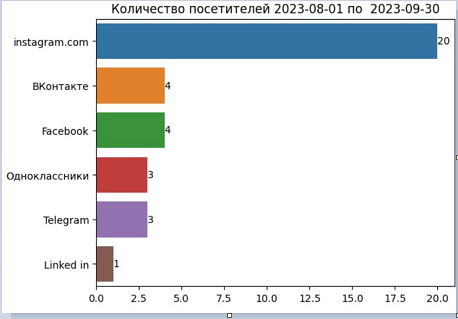 Количество посетителей 2023-08-01 по 2023-09-30
instagram.com 20
ВКонтакте 4
Facebook 4
Одноклассники 3
Telegram 3
Linked in 1
0.0 2.5 5.0 7.5 10.0 12.5 15.0 17.5 20.0